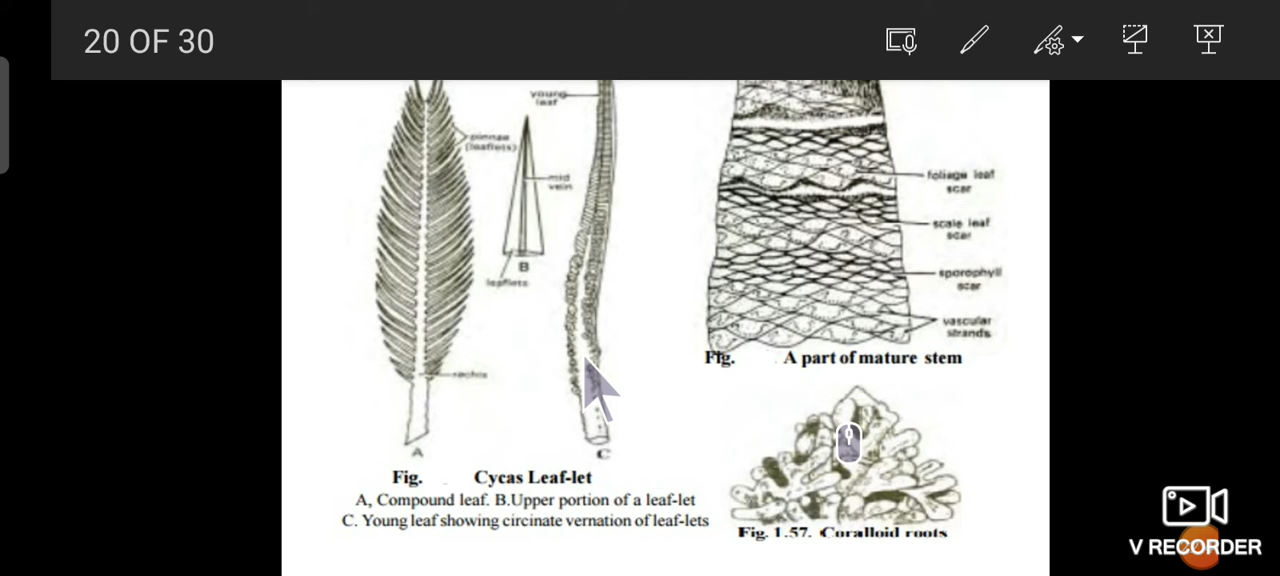 20 OF 30
young
leaf
pinnae
(leaflets)
mid
vein
B
leaflets
rachis
A
C
Fig. Cycas Leaf-let
A, Compound leaf. B.Upper portion of a leaf-let
C. Young leaf showing circinate vernation of leaf-lets
foliage leaf
scar
scale leaf
scar
sporophyll
scar
vascular
strands
Fig. A part of mature stem
Fig. 1.57. Coralloid roots
V RECORDER